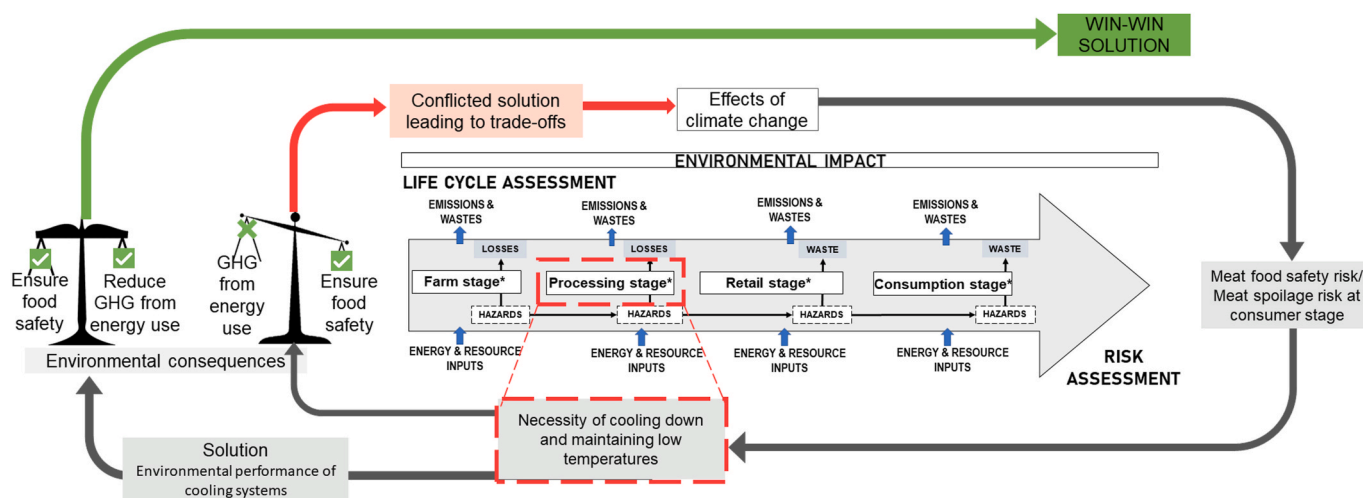 WIN-WIN
SOLUTION
Conflicted solution
leading to trade-offs
Effects of
climate change
ENVIRONMENTAL IMPACT
LIFE CYCLE ASSESSMENT
EMISSIONS &
WASTES
EMISSIONS &
WASTES
EMISSIONS &
WASTES
EMISSIONS &
WASTES
LOSSES
LOSSES
WASTE
WASTE
Farm stage*
Processing stage*
Retail stage*
Consumption stage*
HAZARDS
HAZARDS
HAZARDS
HAZARDS
ENERGY & RESOURCE
INPUTS
ENERGY & RESOURCE
INPUTS
ENERGY & RESOURCE
INPUTS
ENERGY & RESOURCE
INPUTS
RISK
ASSESSMENT
Ensure
food
safety
Reduce
GHG from
energy use
GHG
from
energy
use
Ensure
food
safety
Environmental consequences
Meat food safety risk/
Meat spoilage risk at
consumer stage
Necessity of cooling down
and maintaining low
temperatures
Solution
Environmental performance of
cooling systems